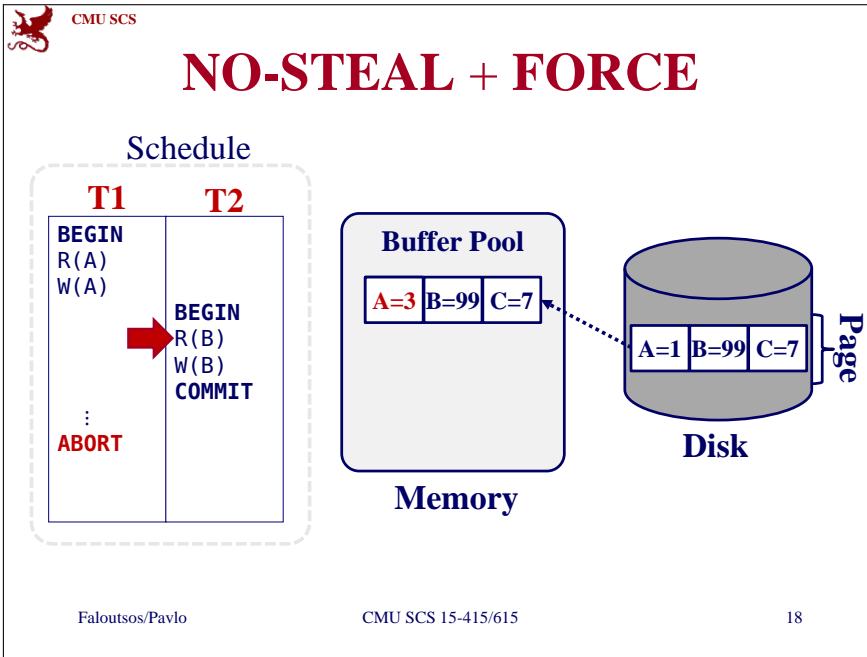 CMU SCS
NO-STEAL + FORCE
Schedule
T1
T2
BEGIN
R(A)
W(A)
⋮
ABORT
BEGIN
R(B)
W(B)
COMMIT
Buffer Pool
A=3 B=99 C=7
Memory
A=1 B=99 C=7
Page
Disk
Faloutsos/Pavlo CMU SCS 15-415/615 18